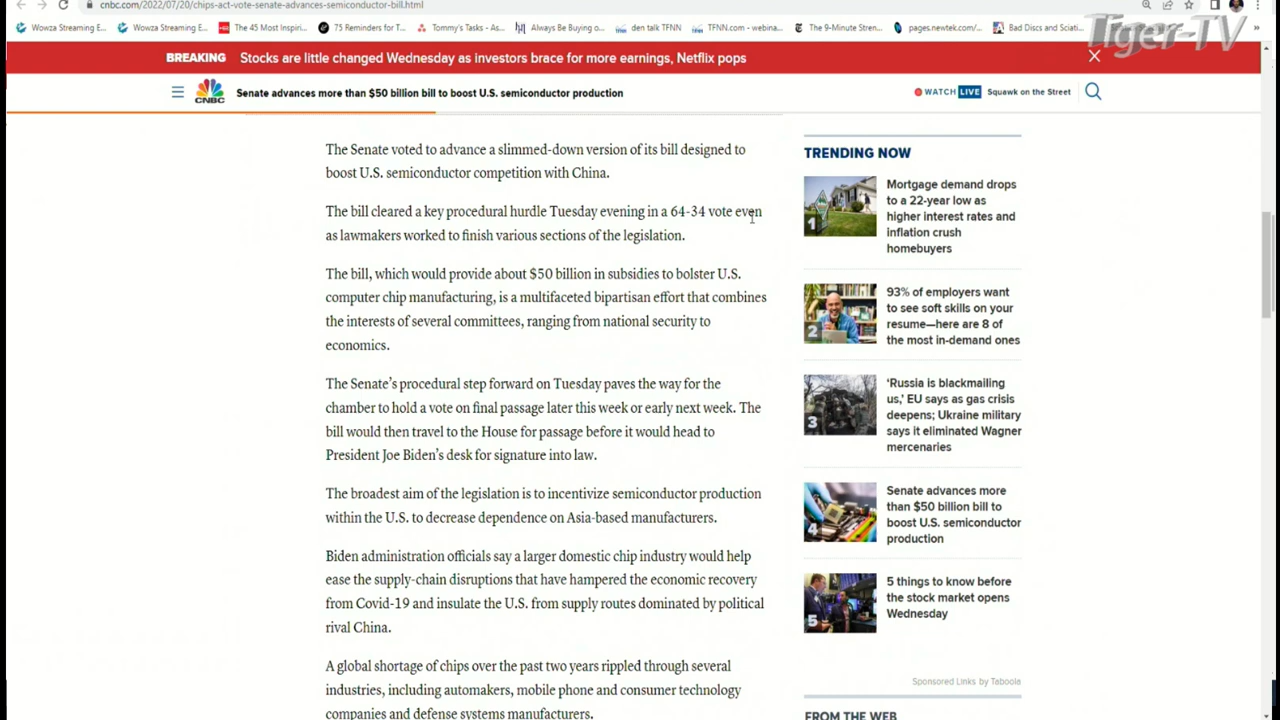 cnbc.com/2022/07/20/chips-act-vote-senate-advances-semiconductor-bill.html
Wowza Streaming E...
Wowza Streaming E...
The 45 Most Inspiri...
75 Reminders for T...
Tommy's Tasks - As...
Always Be Buying o...
den talk TFNN
TFNN.com - webina...
The 9-Minute Stren...
pages.newtek.com/...
Bad Discs and Sciati...
Tiger-TV
BREAKING Stocks are little changed Wednesday as investors brace for more earnings, Netflix pops
CNBC
Senate advances more than $50 billion bill to boost U.S. semiconductor production
WATCH LIVE Squawk on the Street
The Senate voted to advance a slimmed-down version of its bill designed to
boost U.S. semiconductor competition with China.
The bill cleared a key procedural hurdle Tuesday evening in a 64-34 vote even
as lawmakers worked to finish various sections of the legislation.
The bill, which would provide about $50 billion in subsidies to bolster U.S.
computer chip manufacturing, is a multifaceted bipartisan effort that combines
the interests of several committees, ranging from national security to
economics.
The Senate's procedural step forward on Tuesday paves the way for the
chamber to hold a vote on final passage later this week or early next week. The
bill would then travel to the House for passage before it would head to
President Joe Biden's desk for signature into law.
The broadest aim of the legislation is to incentivize semiconductor production
within the U.S. to decrease dependence on Asia-based manufacturers.
Biden administration officials say a larger domestic chip industry would help
ease the supply-chain disruptions that have hampered the economic recovery
from Covid-19 and insulate the U.S. from supply routes dominated by political
rival China.
A global shortage of chips over the past two years rippled through several
industries, including automakers, mobile phone and consumer technology
companies and defense systems manufacturers.
TRENDING NOW
1
Mortgage demand drops
to a 22-year low as
higher interest rates and
inflation crush
homebuyers
2
93% of employers want
to see soft skills on your
resume—here are 8 of
the most in-demand ones
3
'Russia is blackmailing
us,' EU says as gas crisis
deepens; Ukraine military
says it eliminated Wagner
mercenaries
4
Senate advances more
than $50 billion bill to
boost U.S. semiconductor
production
5
5 things to know before
the stock market opens
Wednesday
Sponsored Links by Taboola
FROM THE WEB